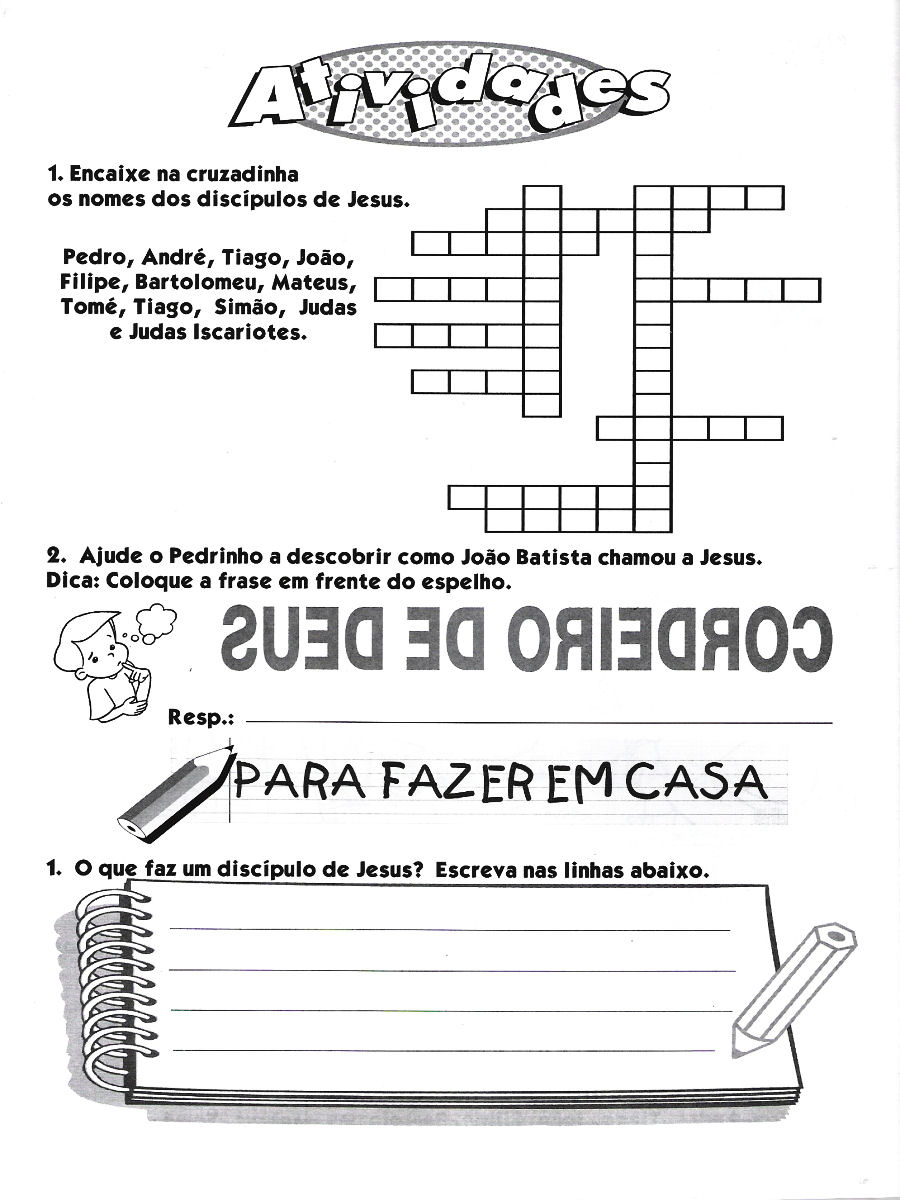 Atividades
1. Encaixe na cruzadinha
os nomes dos discípulos de Jesus.
Pedro, André, Tiago, João,
Filipe, Bartolomeu, Mateus,
Tomé, Tiago, Simão, Judas
e Judas Iscariotes.
2. Ajude o Pedrinho a descobrir como João Batista chamou a Jesus.
Dica: Coloque a frase em frente do espelho.
CORDEIRO DE DEUS
Resp.:
PARA FAZER EM CASA
1. O que faz um discípulo de Jesus? Escreva nas linhas abaixo.